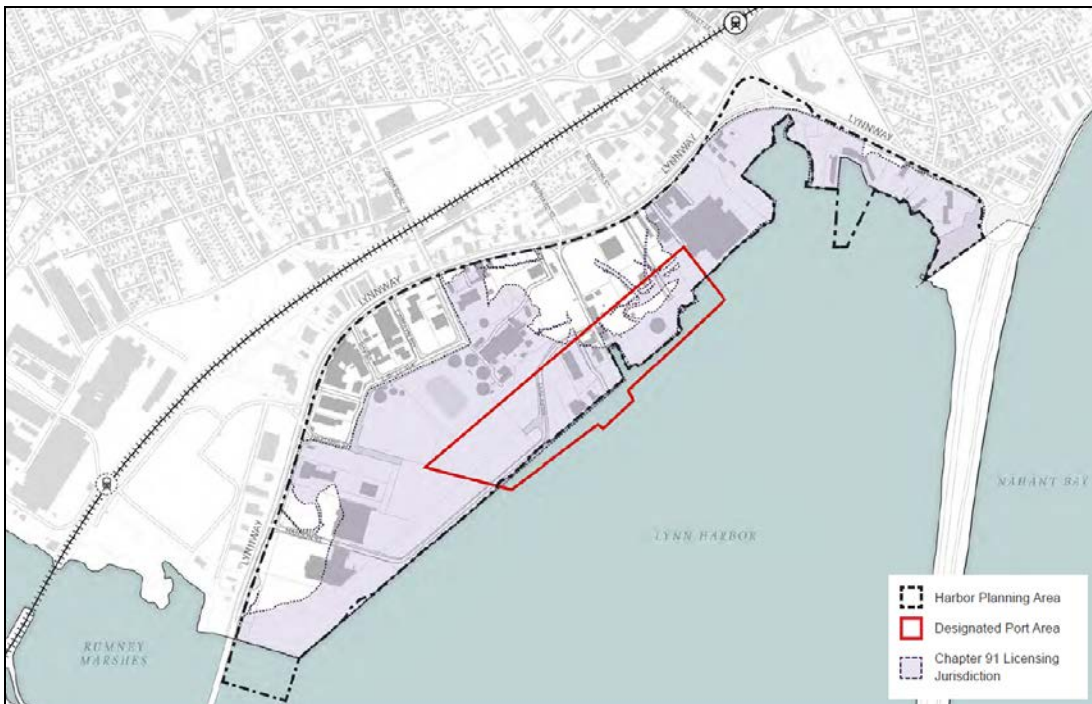 LYNNWAY
LYNNWAY
LYNNWAY
LYNNWAY
NAHANT BAY
LYNN HARBOR
RUMNEY
MARSHES
Harbor Planning Area
Designated Port Area
Chapter 91 Licensing
Jurisdiction